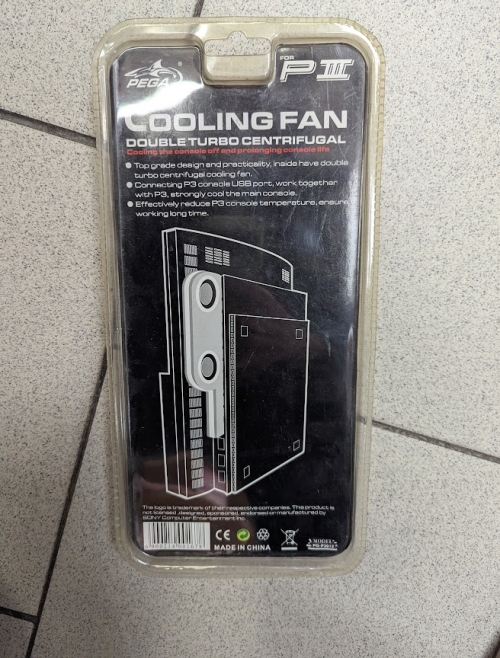 PEGA
FOR
P III
COOLING FAN
DOUBLE TURBO CENTRIFUGAL
Cooling the console off and prolonging console life
Top grade design and practicality, inside have double
turbo centrifugal cooling fan.
Connecting P3 console USB port, work together
with P3, strongly cool the main console.
Effectively reduce P3 console temperature, ensure
working long time.
The logo is trademark of their respective companies. The product is
not licensed ,designed, sponsored, endorsed or manufactured by
SONY Computer Entertainment Inc.
CE
MADE IN CHINA
MODEL